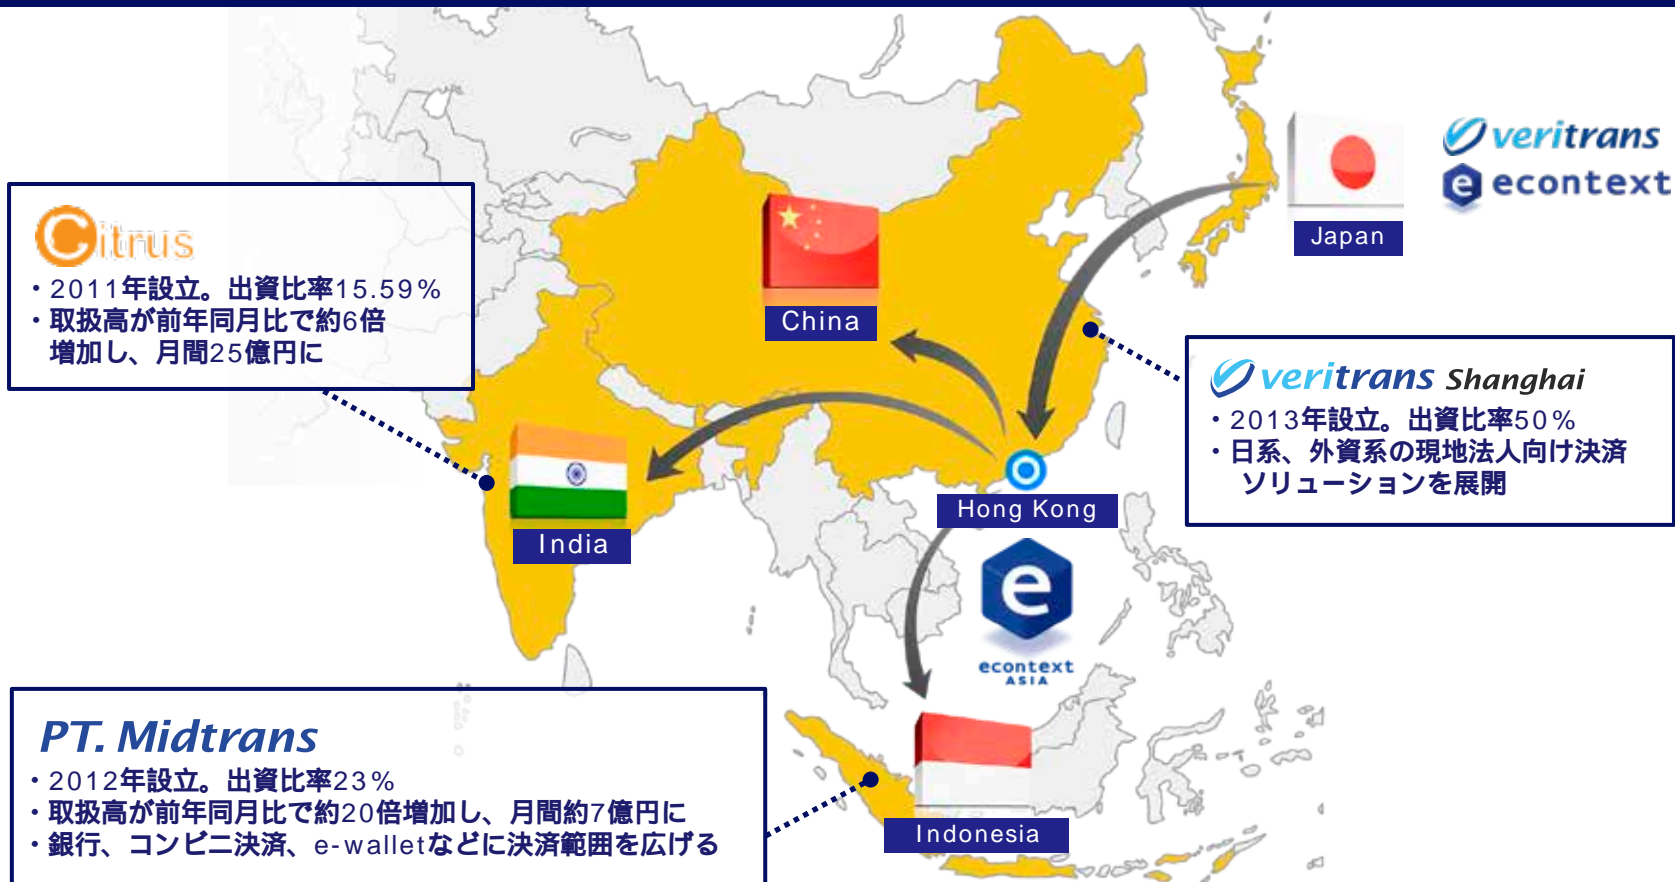 veritrans
econtext
Japan
Citrus
・2011年設立。出資比率15.59%
・取扱高が前年同月比で約6倍
増加し、月間25億円に
China
veritrans Shanghai
・2013年設立。出資比率50%
・日系、外資系の現地法人向け決済
ソリューションを展開
India
Hong Kong
e
econtext
ASIA
PT. Midtrans
・2012年設立。出資比率23%
・取扱高が前年同月比で約20倍増加し、月間約7億円に
・銀行、コンビニ決済、e-walletなどに決済範囲を広げる
Indonesia